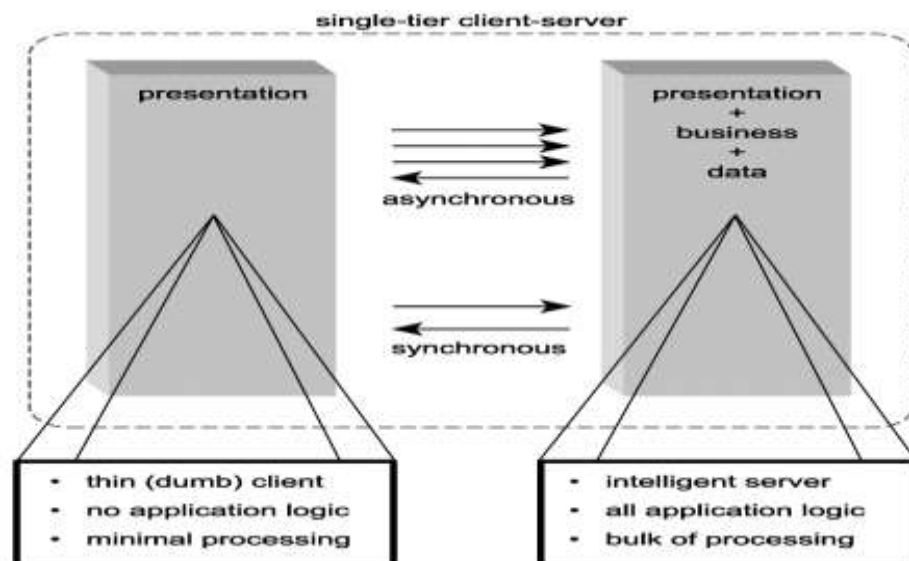 single-tier client-server
presentation
presentation
+
business
+
data
asynchronous
synchronous
• thin (dumb) client
• no application logic
• minimal processing
• intelligent server
• all application logic
• bulk of processing